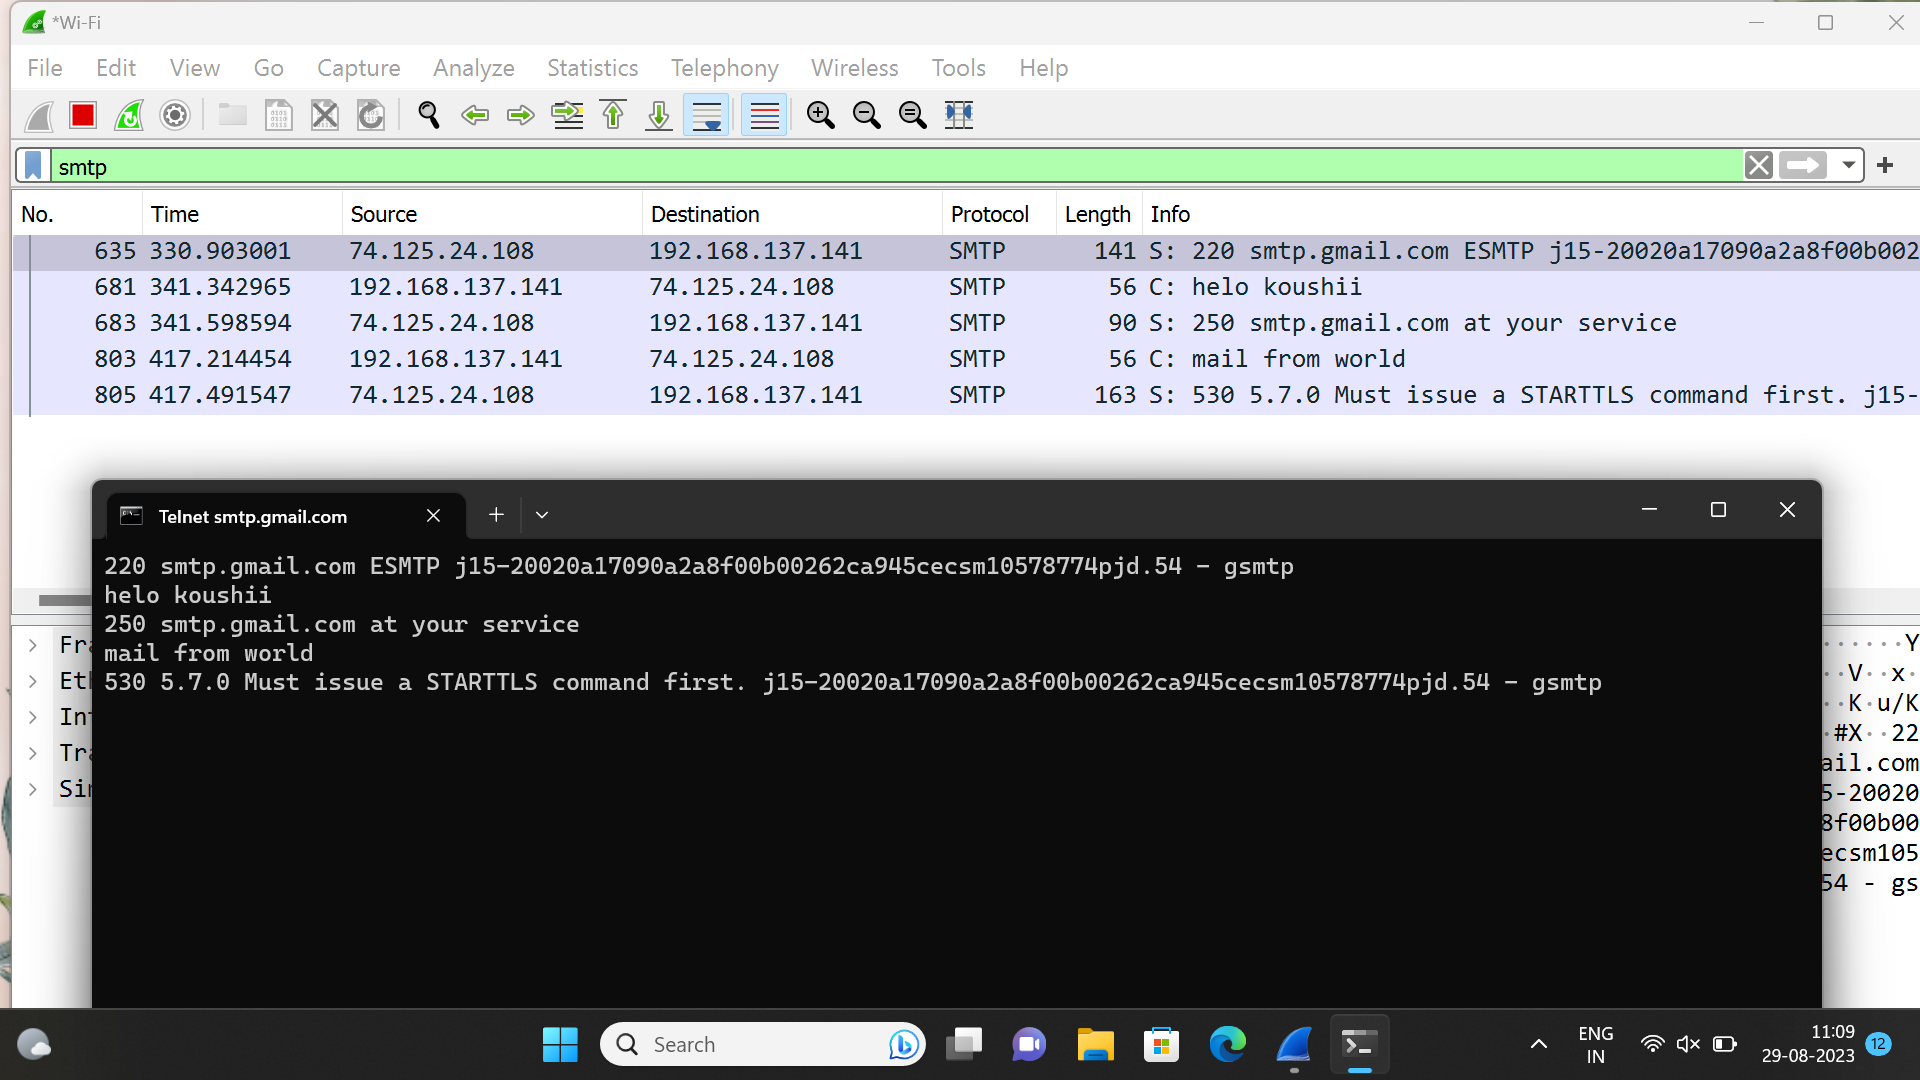 *Wi-Fi
File Edit View Go Capture Analyze Statistics Telephony Wireless Tools Help
smtp
No. Time Source Destination Protocol Length Info
635 330.903001 74.125.24.108 192.168.137.141 SMTP 141 S: 220 smtp.gmail.com ESMTP j15-20020a17090a2a8f00b002
681 341.342965 192.168.137.141 74.125.24.108 SMTP 56 C: helo koushii
683 341.598594 74.125.24.108 192.168.137.141 SMTP 90 S: 250 smtp.gmail.com at your service
803 417.214454 192.168.137.141 74.125.24.108 SMTP 56 C: mail from world
805 417.491547 74.125.24.108 192.168.137.141 SMTP 163 S: 530 5.7.0 Must issue a STARTTLS command first. j15-
Telnet smtp.gmail.com
220 smtp.gmail.com ESMTP j15-20020a17090a2a8f00b00262ca945cecsm10578774pjd.54 - gsmtp
helo koushii
250 smtp.gmail.com at your service
mail from world
530 5.7.0 Must issue a STARTTLS command first. j15-20020a17090a2a8f00b00262ca945cecsm10578774pjd.54 - gsmtp
Fra
Eth
Int
Tra
Sim
······Y
··V··x·
··K·u/K
·#X··22
ail.com
5-20020
8f00b00
ecsm105
54 - gs
Search
ENG
IN
11:09
29-08-2023
12